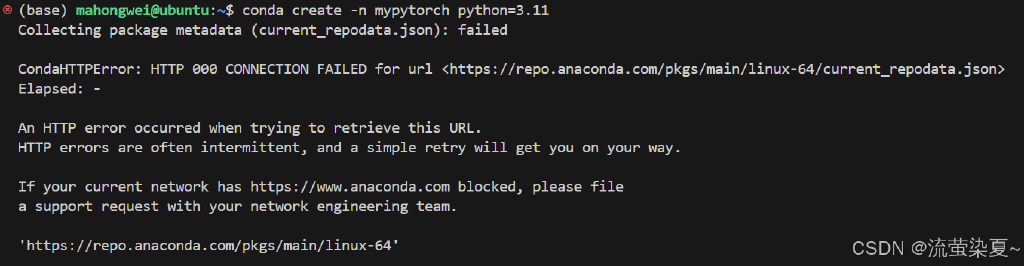 (base) mahongwei@ubuntu:~$ conda create -n mypytorch python=3.11
Collecting package metadata (current_repodata.json): failed
CondaHTTPError: HTTP 000 CONNECTION FAILED for url <https://repo.anaconda.com/pkgs/main/linux-64/current_repodata.json>
Elapsed: -
An HTTP error occurred when trying to retrieve this URL.
HTTP errors are often intermittent, and a simple retry will get you on your way.
If your current network has https://www.anaconda.com blocked, please file
a support request with your network engineering team.
'https://repo.anaconda.com/pkgs/main/linux-64'
CSDN @流萤染夏~